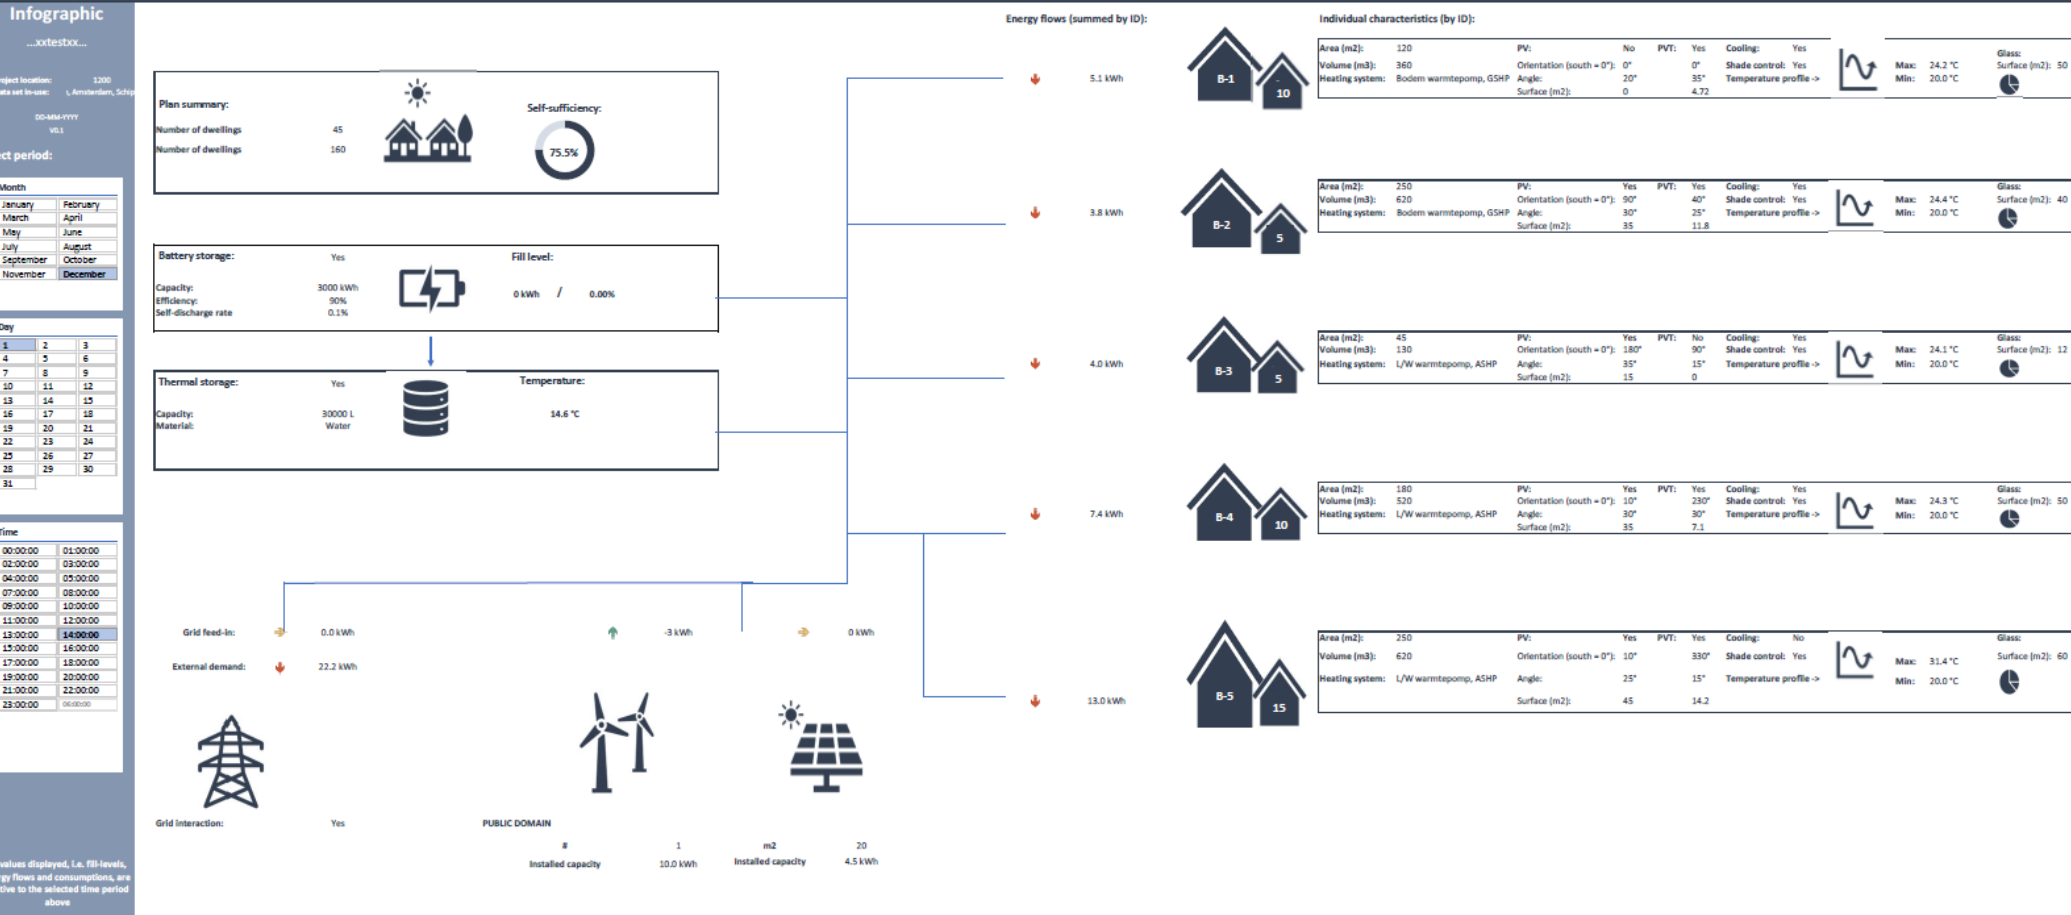 Infographic
...xxtestxx...
roject location: 1200
ata set in-use: ı, Amsterdam, Schip
DD-MM-YYYY
V0.1
ect period:
Month
January February
March April
May June
July August
September October
November December
Day
1 2 3
4 5 6
7 8 9
10 11 12
13 14 15
16 17 18
19 20 21
22 23 24
25 26 27
28 29 30
31
Time
00:00:00 01:00:00
02:00:00 03:00:00
04:00:00 05:00:00
07:00:00 08:00:00
09:00:00 10:00:00
11:00:00 12:00:00
13:00:00 14:00:00
15:00:00 16:00:00
17:00:00 18:00:00
19:00:00 20:00:00
21:00:00 22:00:00
23:00:00 06:00:00
values displayed, i.e. fill-levels,
rgy flows and consumptions, are
tive to the selected time period
above
Plan summary:
Number of dwellings 45
Number of dwellings 160
Self-sufficiency:
75.5%
Battery storage: Yes
Capacity: 3000 kWh
Efficiency: 90%
Self-discharge rate 0.1%
Fill level:
0 kWh / 0.00%
Thermal storage: Yes
Capacity: 30000 L
Material: Water
Temperature:
14.6 °C
Grid feed-in: 0.0 kWh
External demand: 22.2 kWh
-3 kWh
0 kWh
Grid interaction: Yes
PUBLIC DOMAIN
# 1
Installed capacity 10.0 kWh
m2 20
Installed capacity 4.5 kWh
Energy flows (summed by ID):
5.1 kWh
3.8 kWh
4.0 kWh
7.4 kWh
13.0 kWh
Individual characteristics (by ID):
B-1 10
Area (m2): 120 PV: No PVT: Yes Cooling: Yes
Volume (m3): 360 Orientation (south = 0°): 0° 0° Shade control: Yes
Heating system: Bodem warmtepomp, GSHP Angle: 20° 35° Temperature profile ->
Surface (m2): 0 4.72
Max: 24.2 °C
Min: 20.0 °C
Glass:
Surface (m2): 50
B-2 5
Area (m2): 250 PV: Yes PVT: Yes Cooling: Yes
Volume (m3): 620 Orientation (south = 0°): 90° 40° Shade control: Yes
Heating system: Bodem warmtepomp, GSHP Angle: 30° 25° Temperature profile ->
Surface (m2): 35 11.8
Max: 24.4 °C
Min: 20.0 °C
Glass:
Surface (m2): 40
B-3 5
Area (m2): 45 PV: Yes PVT: No Cooling: Yes
Volume (m3): 130 Orientation (south = 0°): 180° 90° Shade control: Yes
Heating system: L/W warmtepomp, ASHP Angle: 35° 15° Temperature profile ->
Surface (m2): 15 0
Max: 24.1 °C
Min: 20.0 °C
Glass:
Surface (m2): 12
B-4 10
Area (m2): 180 PV: Yes PVT: Yes Cooling: Yes
Volume (m3): 520 Orientation (south = 0°): 10° 230° Shade control: Yes
Heating system: L/W warmtepomp, ASHP Angle: 30° 30° Temperature profile ->
Surface (m2): 35 7.1
Max: 24.3 °C
Min: 20.0 °C
Glass:
Surface (m2): 50
B-5 15
Area (m2): 250 PV: Yes PVT: Yes Cooling: No
Volume (m3): 620 Orientation (south = 0°): 10° 330° Shade control: Yes
Heating system: L/W warmtepomp, ASHP Angle: 25° 15° Temperature profile ->
Surface (m2): 45 14.2
Max: 31.4 °C
Min: 20.0 °C
Glass:
Surface (m2): 60